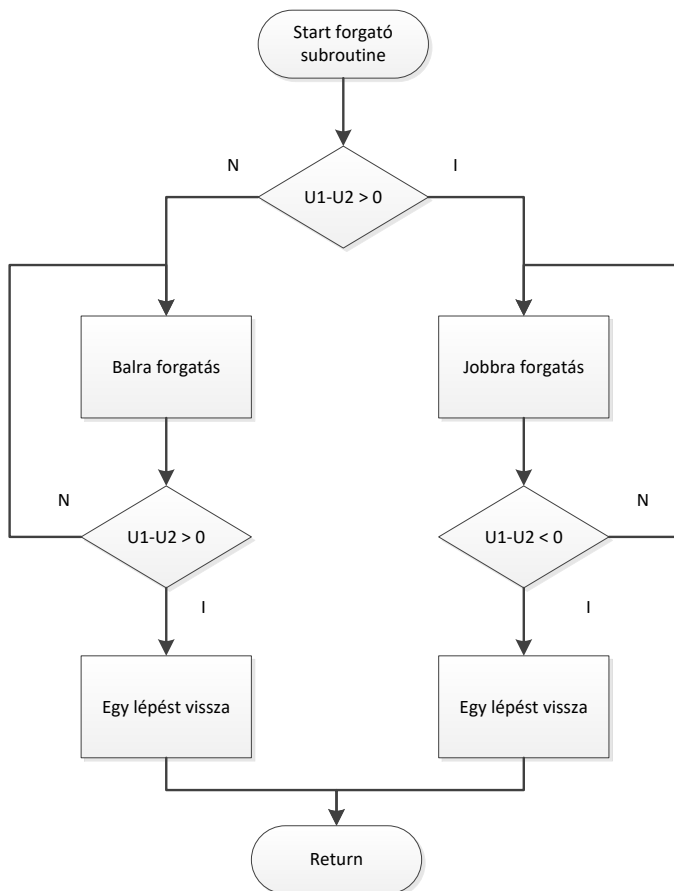 Start forgató
subroutine
N
I
U1-U2 > 0
Balra forgatás
Jobbra forgatás
N
N
U1-U2 > 0
U1-U2 < 0
I
I
Egy lépést vissza
Egy lépést vissza
Return